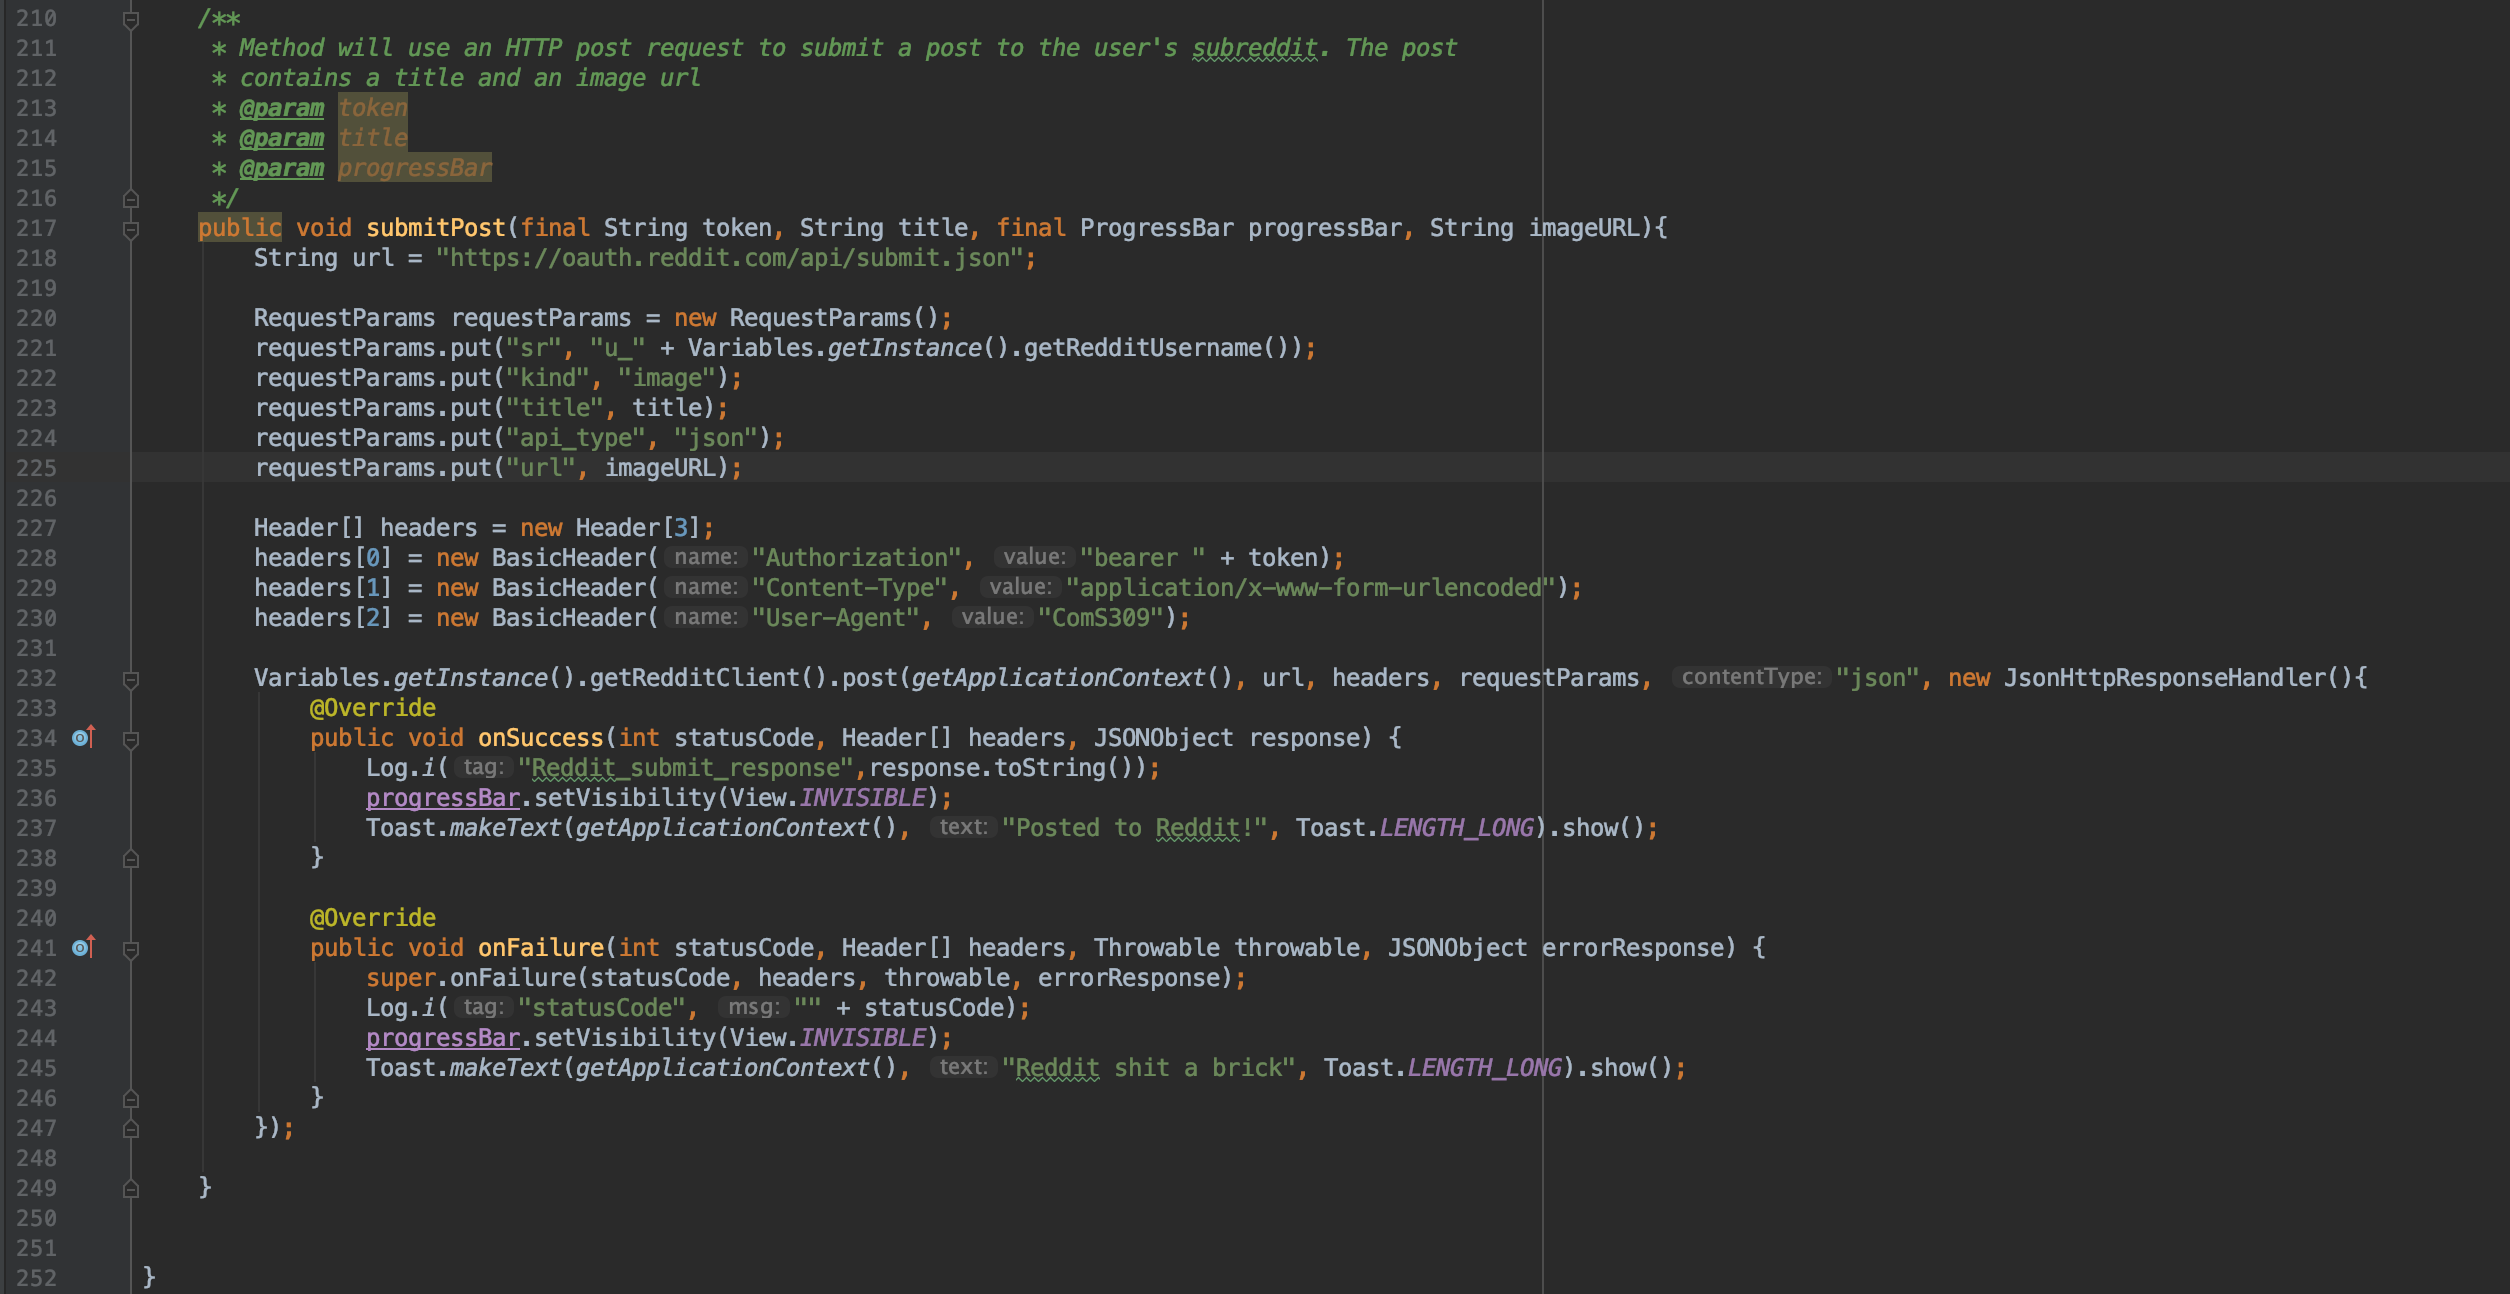 210 /**
211 * Method will use an HTTP post request to submit a post to the user's subreddit. The post
212 * contains a title and an image url
213 * @param token
214 * @param title
215 * @param progressBar
216 */
217 public void submitPost(final String token, String title, final ProgressBar progressBar, String imageURL){
218 String url = "https://oauth.reddit.com/api/submit.json";
219
220 RequestParams requestParams = new RequestParams();
221 requestParams.put("sr", "u_" + Variables.getInstance().getRedditUsername());
222 requestParams.put("kind", "image");
223 requestParams.put("title", title);
224 requestParams.put("api_type", "json");
225 requestParams.put("url", imageURL);
226
227 Header[] headers = new Header[3];
228 headers[0] = new BasicHeader( name: "Authorization", value: "bearer " + token);
229 headers[1] = new BasicHeader( name: "Content-Type", value: "application/x-www-form-urlencoded");
230 headers[2] = new BasicHeader( name: "User-Agent", value: "ComS309");
231
232 Variables.getInstance().getRedditClient().post(getApplicationContext(), url, headers, requestParams, contentType: "json", new JsonHttpResponseHandler(){
233 @Override
234 public void onSuccess(int statusCode, Header[] headers, JSONObject response) {
235 Log.i( tag: "Reddit_submit_response",response.toString());
236 progressBar.setVisibility(View.INVISIBLE);
237 Toast.makeText(getApplicationContext(), text: "Posted to Reddit!", Toast.LENGTH_LONG).show();
238 }
239
240 @Override
241 public void onFailure(int statusCode, Header[] headers, Throwable throwable, JSONObject errorResponse) {
242 super.onFailure(statusCode, headers, throwable, errorResponse);
243 Log.i( tag: "statusCode", msg: "" + statusCode);
244 progressBar.setVisibility(View.INVISIBLE);
245 Toast.makeText(getApplicationContext(), text: "Reddit shit a brick", Toast.LENGTH_LONG).show();
246 }
247 });
248
249 }
250
251
252 }